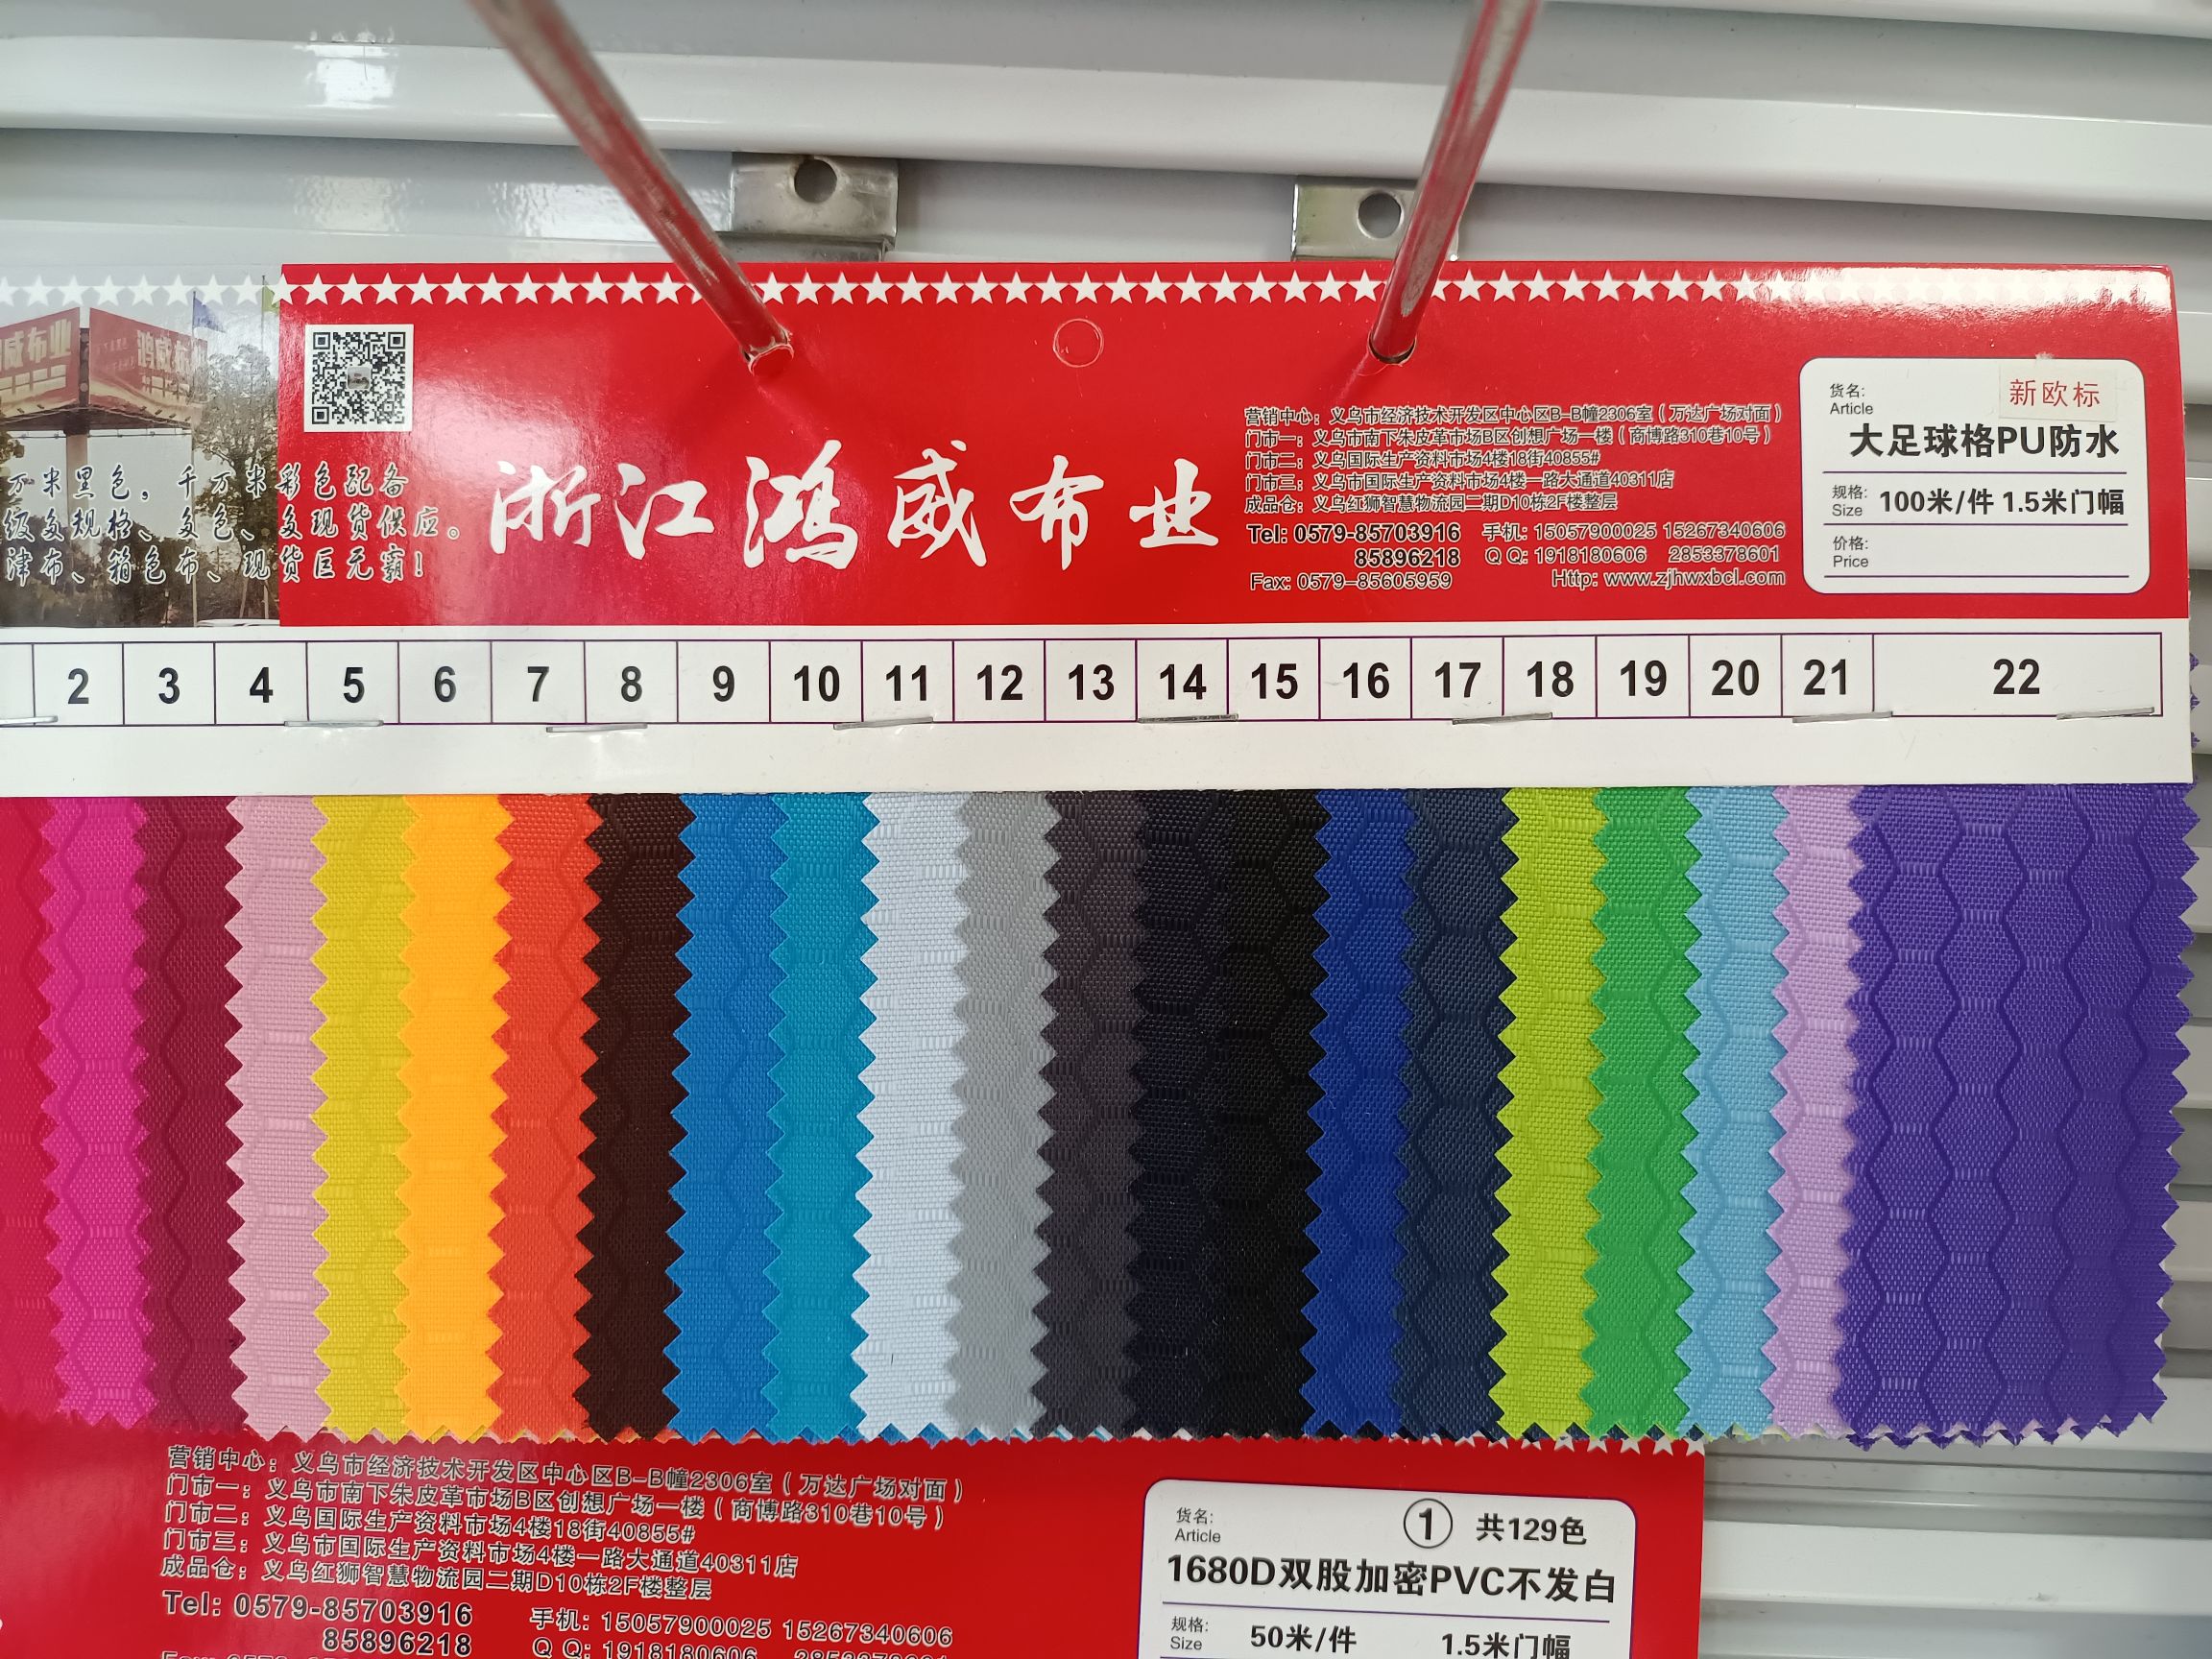 威布业
鸿威布
万米黑色，千万米彩色配备
级多规格、多色、多现货供应。
津布、箱色布、现货巨无霸！
浙江鸿威布业
营销中心：义乌市经济技术开发区中心区B-B幢2306室（万达广场对面）
门市一：义乌市南下朱皮革市场B区创想广场一楼（商博路310巷10号）
门市二：义乌国际生产资料市场4楼18街40855#
门市三：义乌市国际生产资料市场4楼一路大通道40311店
成品仓：义乌红狮智慧物流园二期D10栋2F楼整层
Tel: 0579-85703916 手机: 15057900025 15267340606
85896218 Q Q: 1918180606 2853378601
Fax: 0579-85605959 Http: www.zjhwxbcl.com
货名:
Article
新欧标
大足球格PU防水
规格:
Size
100米/件 1.5米门幅
价格:
Price
2 3 4 5 6 7 8 9 10 11 12 13 14 15 16 17 18 19 20 21 22
营销中心：义乌市经济技术开发区中心区B-B幢2306室（万达广场对面）
门市一：义乌市南下朱皮革市场B区创想广场一楼（商博路310巷10号）
门市二：义乌国际生产资料市场4楼18街40855#
门市三：义乌市国际生产资料市场4楼一路大通道40311店
成品仓：义乌红狮智慧物流园二期D10栋2F楼整层
Tel: 0579-85703916 手机: 15057900025 15267340606
85896218 Q Q: 1918180606
货名:
Article
① 共129色
1680D双股加密PVC不发白
规格:
Size
50米/件 1.5米门幅